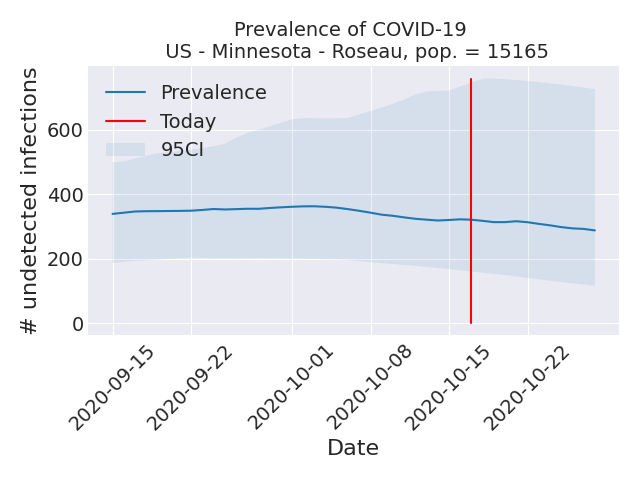 Prevalence of COVID-19
US - Minnesota - Roseau, pop. = 15165
# undetected infections
600
400
200
0
Prevalence
Today
95CI
2020-09-15
2020-09-22
2020-10-01
2020-10-08
2020-10-15
2020-10-22
Date